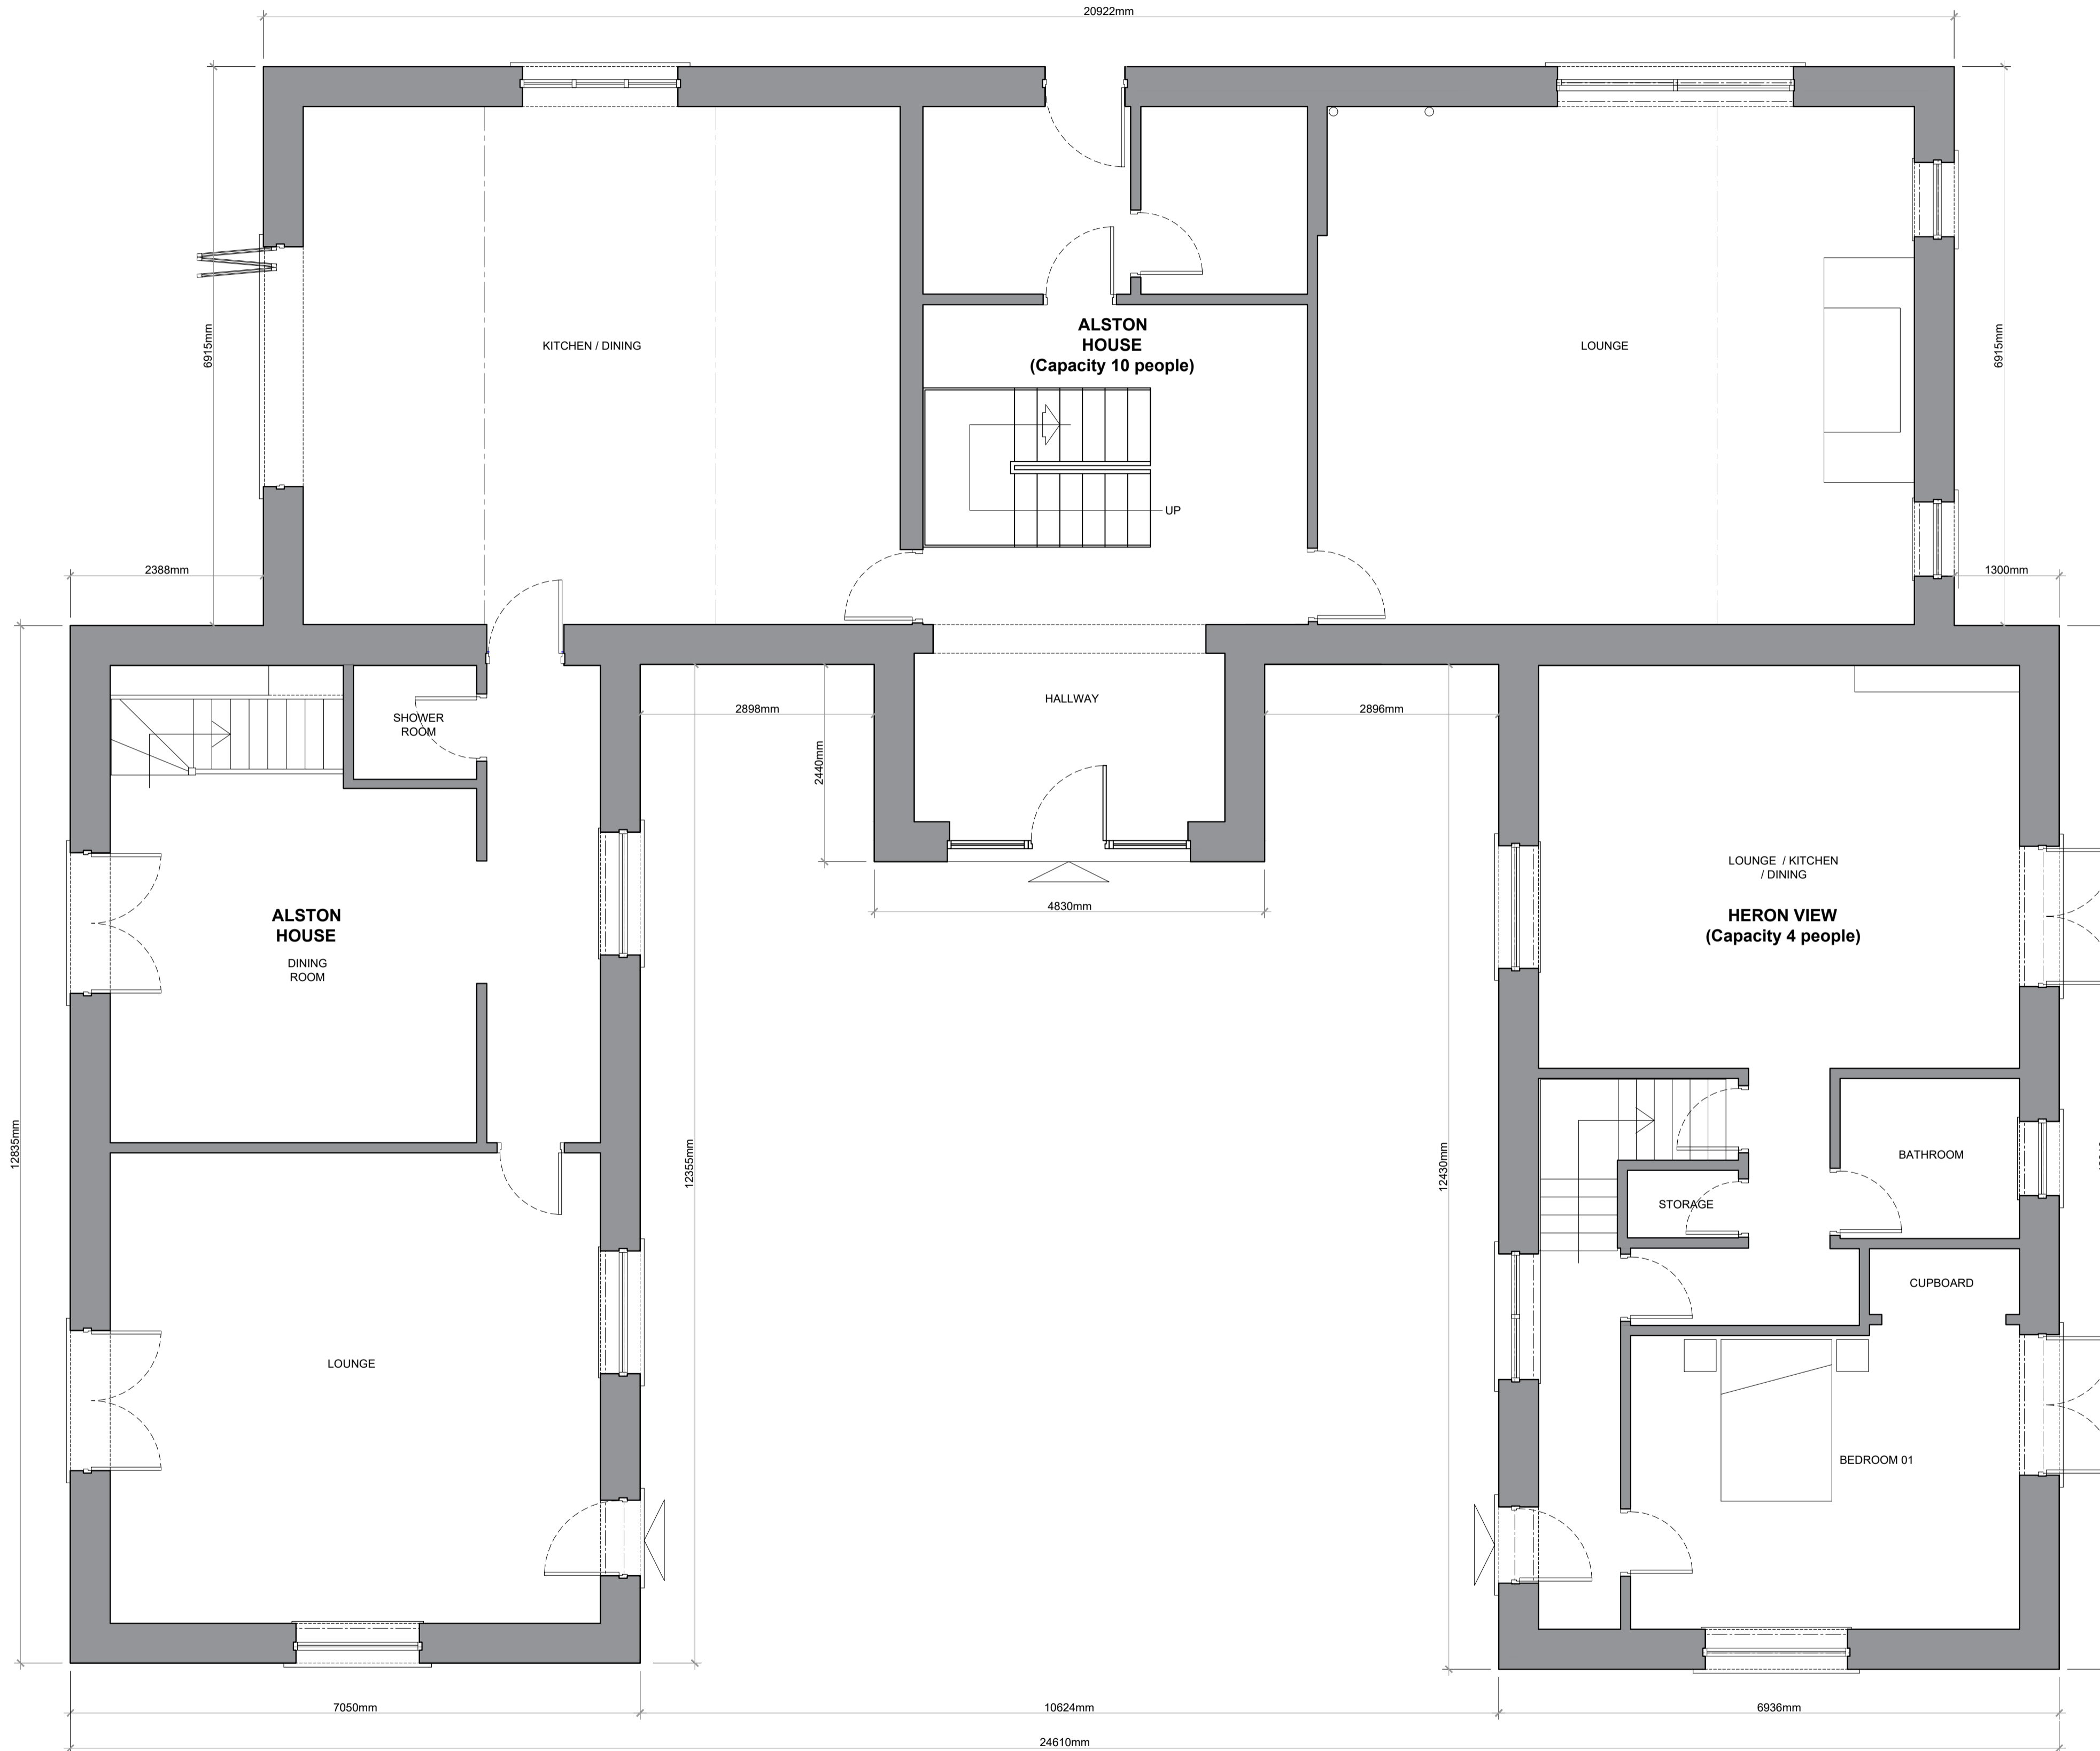 20922mm
KITCHEN / DINING
ALSTON
HOUSE
(Capacity 10 people)
LOUNGE
6915mm
6915mm
UP
2388mm
1300mm
SHOWER
ROOM
2898mm
2440mm
HALLWAY
2896mm
4830mm
ALSTON
HOUSE
DINING
ROOM
LOUNGE / KITCHEN
/ DINING
HERON VIEW
(Capacity 4 people)
12835mm
12355mm
12430mm
BATHROOM
STORAGE
CUPBOARD
LOUNGE
BEDROOM 01
7050mm
10624mm
6936mm
24610mm